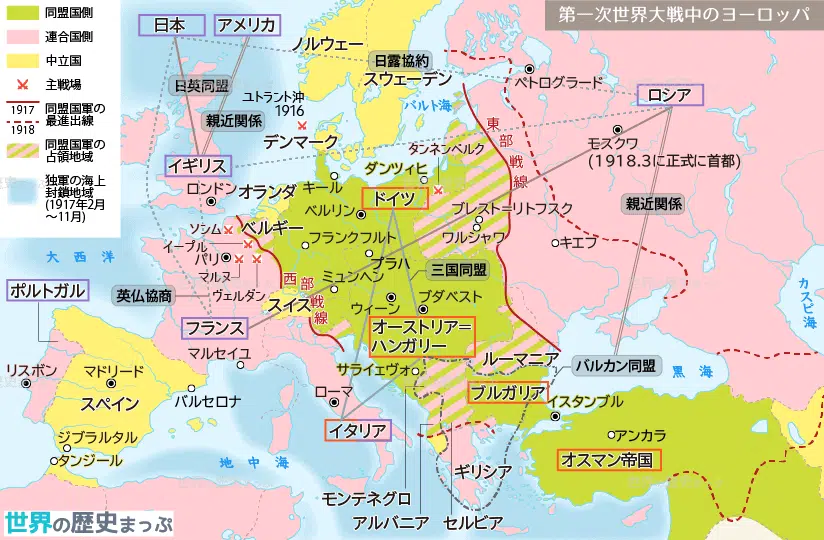 第一次世界大戦中のヨーロッパ
同盟国側
連合国側
中立国
主戦場
1917
1918
同盟国軍の
最進出線
同盟国軍の
占領地域
独軍の海上
封鎖地域
(1917年2月
～11月)
日本
アメリカ
ノルウェー
日露協約
スウェーデン
ペトログラード
日英同盟
ユトラント沖
1916
バルト海
ロシア
親近関係
デンマーク
東部戦線
モスクワ
(1918.3に正式に首都)
タンネンベルク
イギリス
ダンツィヒ
ロンドン
オランダ
キール
ドイツ
親近関係
ベルリン
ブレスト=リトフスク
ソンム
ベルギー
イープル
フランクフルト
ワルシャワ
キエフ
大西洋
パリ
プラハ
マルヌ
西部戦線
ミュンヘン
三国同盟
ポルトガル
英仏協商
ヴェルダン
スイス
ウィーン
ブダペスト
カスピ海
フランス
オーストリア=
ハンガリー
マルセイユ
ルーマニア
バルカン同盟
黒海
リスボン
マドリード
サライェヴォ
バルセロナ
ローマ
ブルガリア
スペイン
イスタンブル
イタリア
ジブラルタル
アンカラ
タンジール
地中海
ギリシア
オスマン帝国
モンテネグロ
アルバニア
セルビア
世界の歴史まっぷ